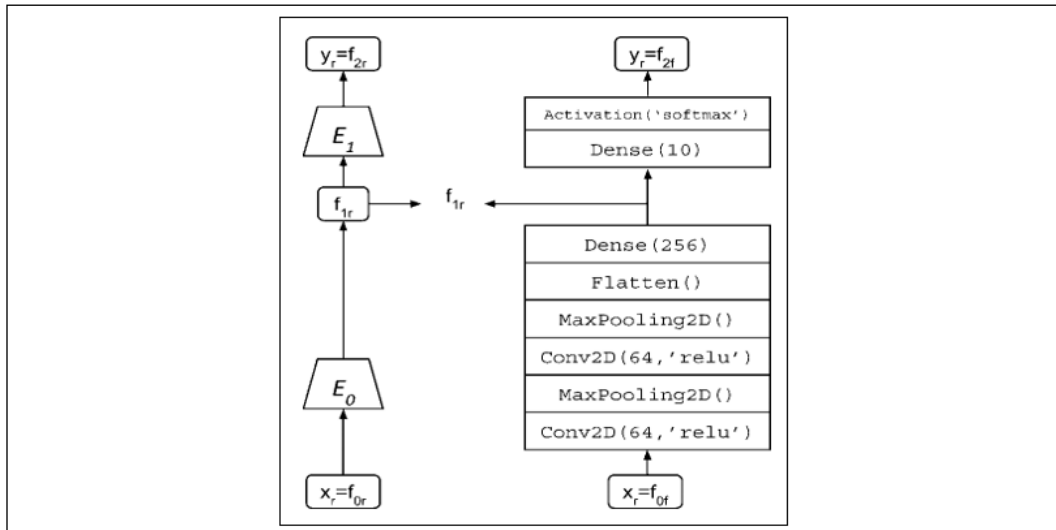 y_r=f_2r
E_1
f_1r
E_0
x_r=f_0r
f_1r
y_r=f_2f
Activation('softmax')
Dense(10)
Dense(256)
Flatten()
MaxPooling2D()
Conv2D(64,'relu')
MaxPooling2D()
Conv2D(64,'relu')
x_r=f_0f